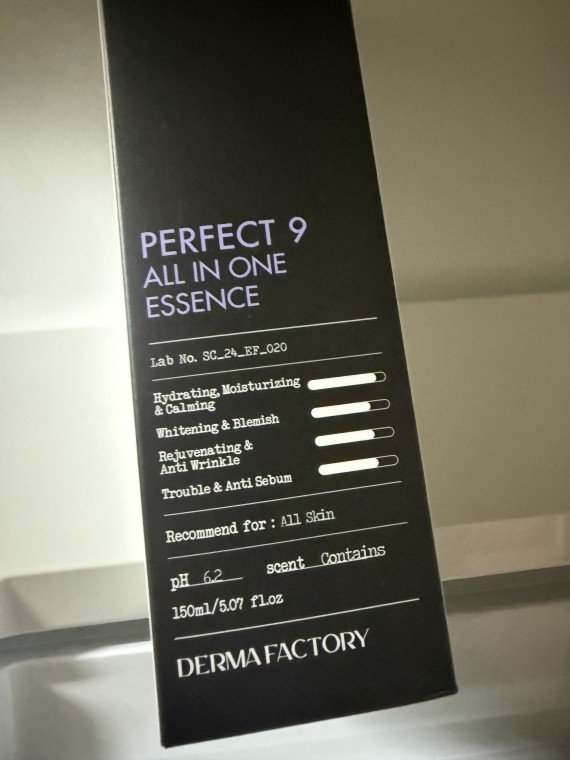 PERFECT 9
ALL IN ONE
ESSENCE
Lab No. SC_24_EF_020
Hydrating, Moisturizing
& Calming
Whitening & Blemish
Rejuvenating &
Anti Wrinkle
Trouble & Anti Sebum
Recommend for : All Skin
pH 6.2 scent Contains
150ml/5.07 fl.oz
DERMA FACTORY